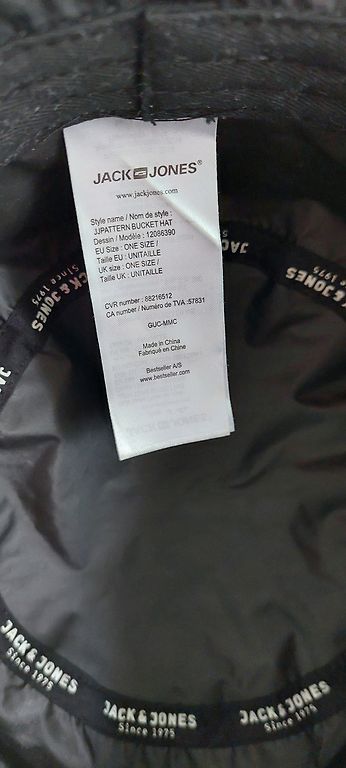 JACK JONES®
www.jackjones.com
Style name / Nom de style :
JJPATTERN BUCKET HAT
Dessin / Modèle : 12086390
EU Size : ONE SIZE /
Taille EU : UNITAILLE
UK size : ONE SIZE /
Taille UK : UNITAILLE
CVR number : 88216512
CA number / Numéro de TVA :57831
GUC-MMC
Made in China
Fabriqué en Chine
Bestseller A/S
www.bestseller.com
JACK & JONES
Since 1975
JACK & JONES
Since 1975
JACK & JONES
Since 1975
JACK & JONES
Since 1975
JACK & JONES
Since 1975